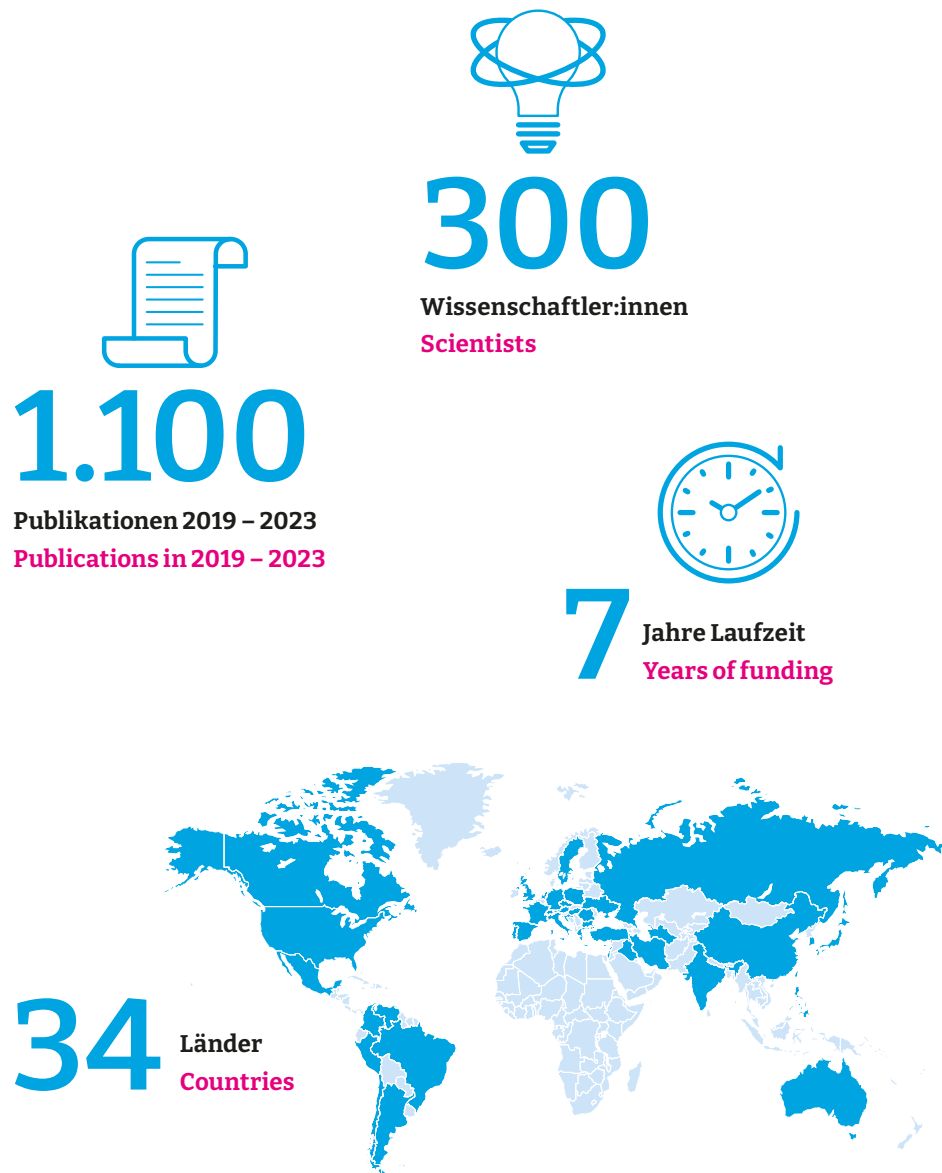 300
Wissenschaftler:innen
Scientists
1.100
Publikationen 2019 – 2023
Publications in 2019 – 2023
7
Jahre Laufzeit
Years of funding
34
Länder
Countries